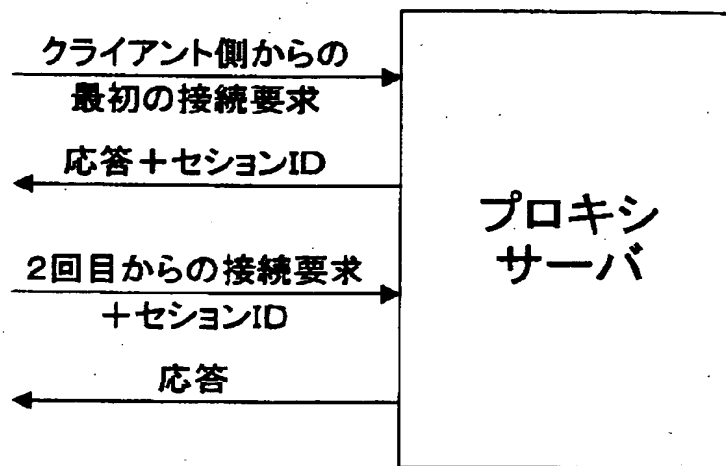 クライアント側からの
最初の接続要求
応答+セションID
プロキシ
サーバ
2回目からの接続要求
+セションID
応答